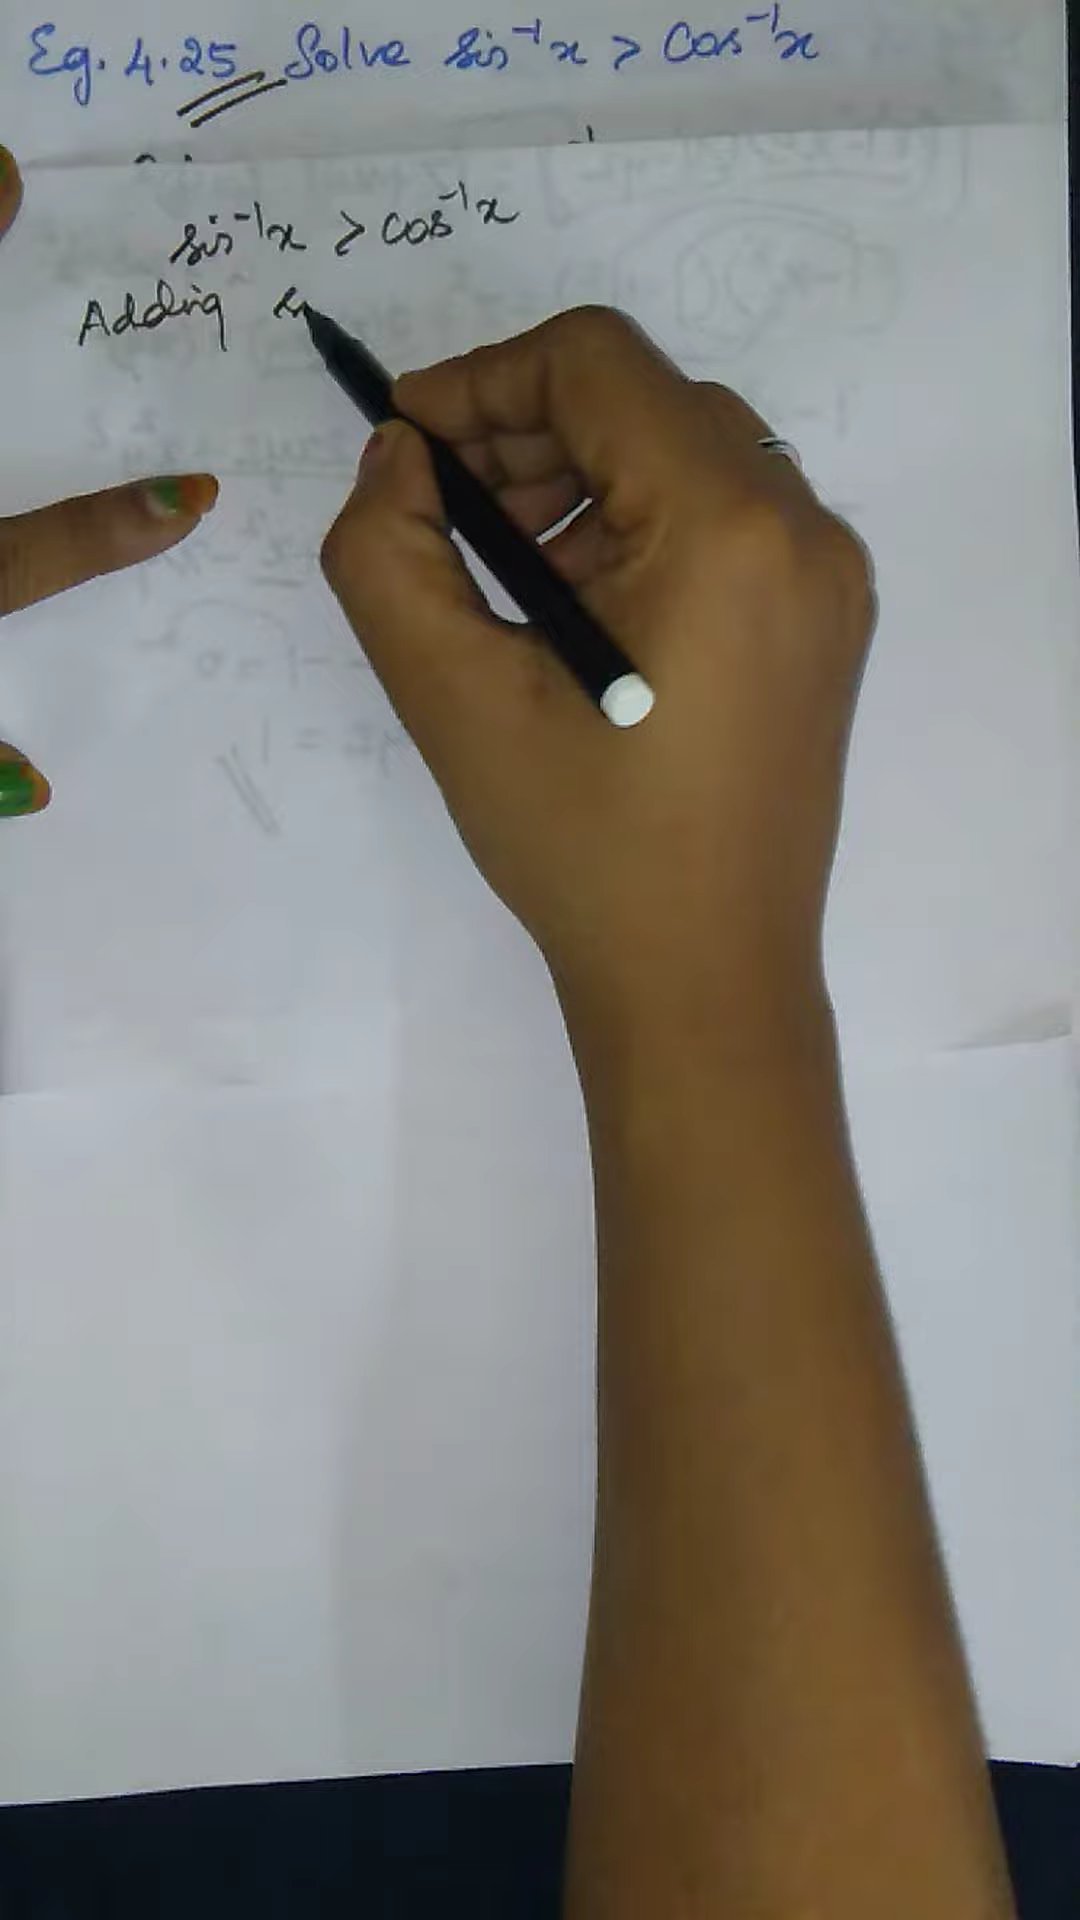 Eg. 4.25 Solve sin⁻¹x > cos⁻¹x
sin⁻¹x > cos⁻¹x
Adding